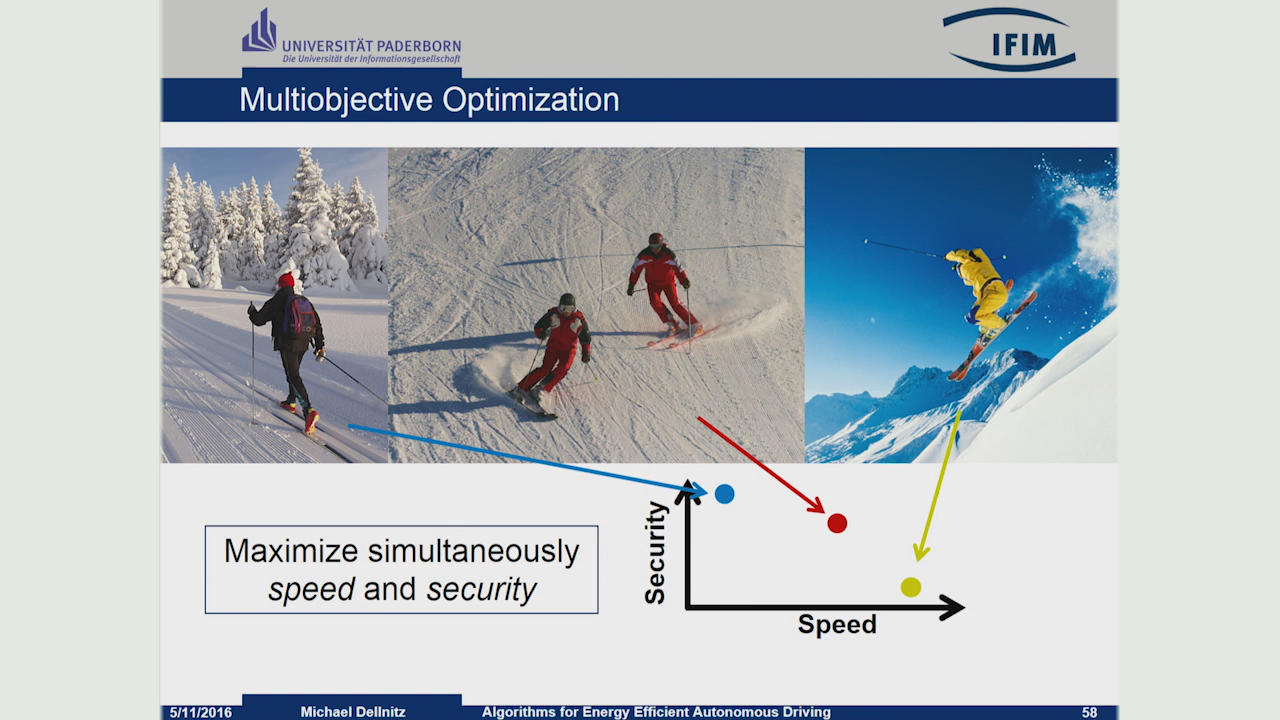 UNIVERSITÄT PADERBORN
Die Universität der Informationsgesellschaft
IFIM
Multiobjective Optimization
Maximize simultaneously
speed and security
Security
Speed
5/11/2016
Michael Dellnitz
Algorithms for Energy Efficient Autonomous Driving
58